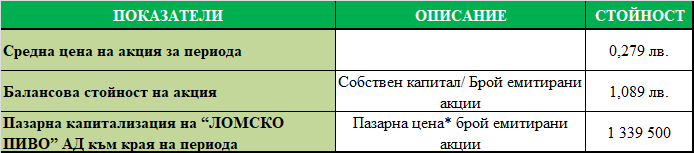 ПОКАЗАТЕЛИ ОПИСАНИЕ СТОЙНОСТ
Средна цена на акция за периода 0,279 лв.
Балансова стойност на акция Собствен капитал/ Брой емитирани акции 1,089 лв.
Пазарна капитализация на “ЛОМСКО ПИВО” АД към края на периода Пазарна цена* брой емитирани акции 1 339 500